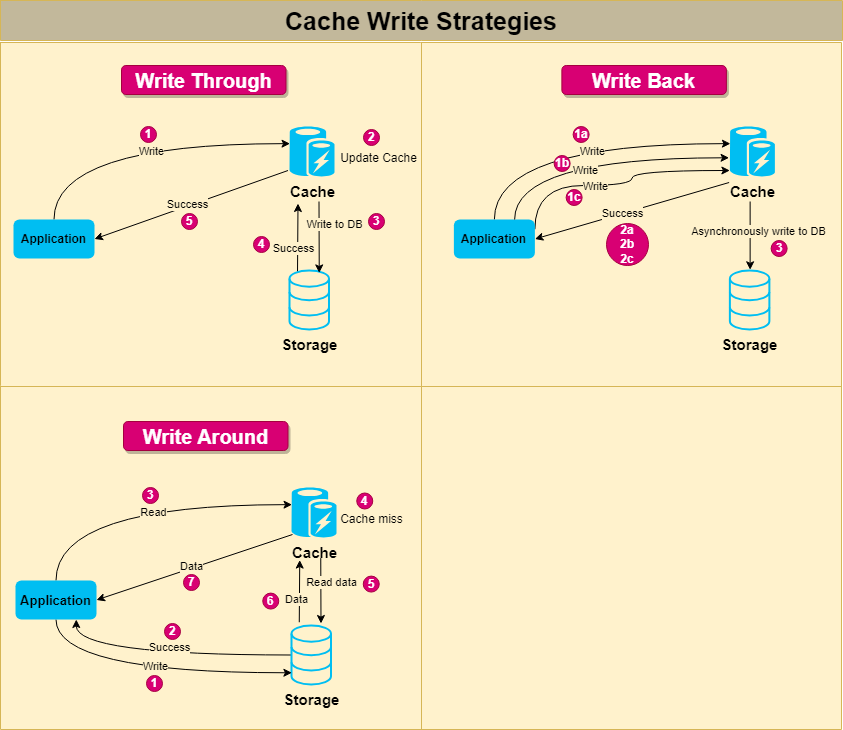 Cache Write Strategies
Write Through
1
Write
2
Update Cache
Cache
Success
5
Application
Write to DB
3
4
Success
Storage
Write Back
1a
Write
1b
Write
1c
Write
Cache
Success
2a
2b
2c
Application
Asynchronously write to DB
3
Storage
Write Around
3
Read
4
Cache miss
Cache
Data
7
Read data
5
6
Data
Application
2
Success
Write
1
Storage